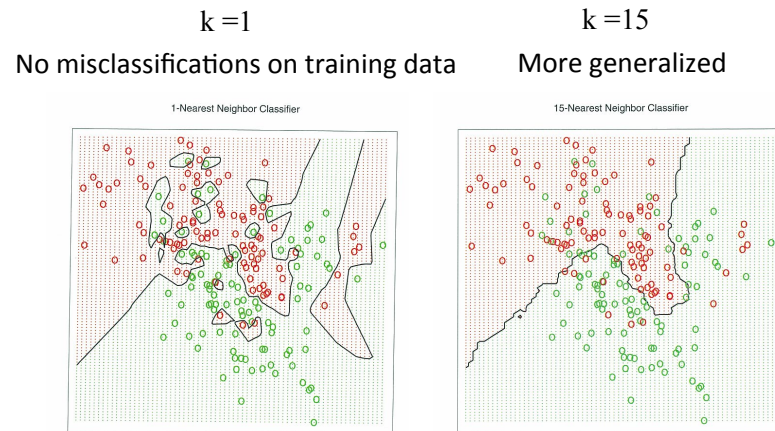 k =1
No misclassifications on training data
1-Nearest Neighbor Classifier
k =15
More generalized
15-Nearest Neighbor Classifier